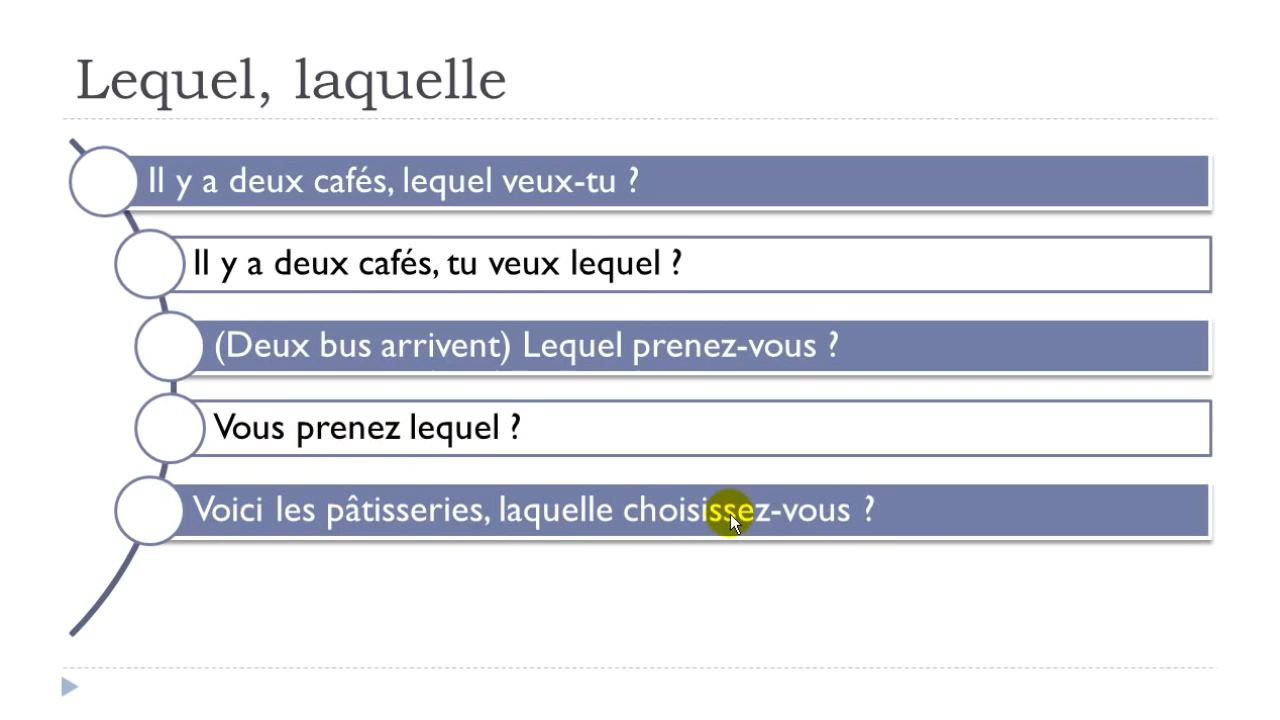 Lequel, laquelle
Il y a deux cafés, lequel veux-tu ?
Il y a deux cafés, tu veux lequel ?
(Deux bus arrivent) Lequel prenez-vous ?
Vous prenez lequel ?
Voici les pâtisseries, laquelle choisissez-vous ?